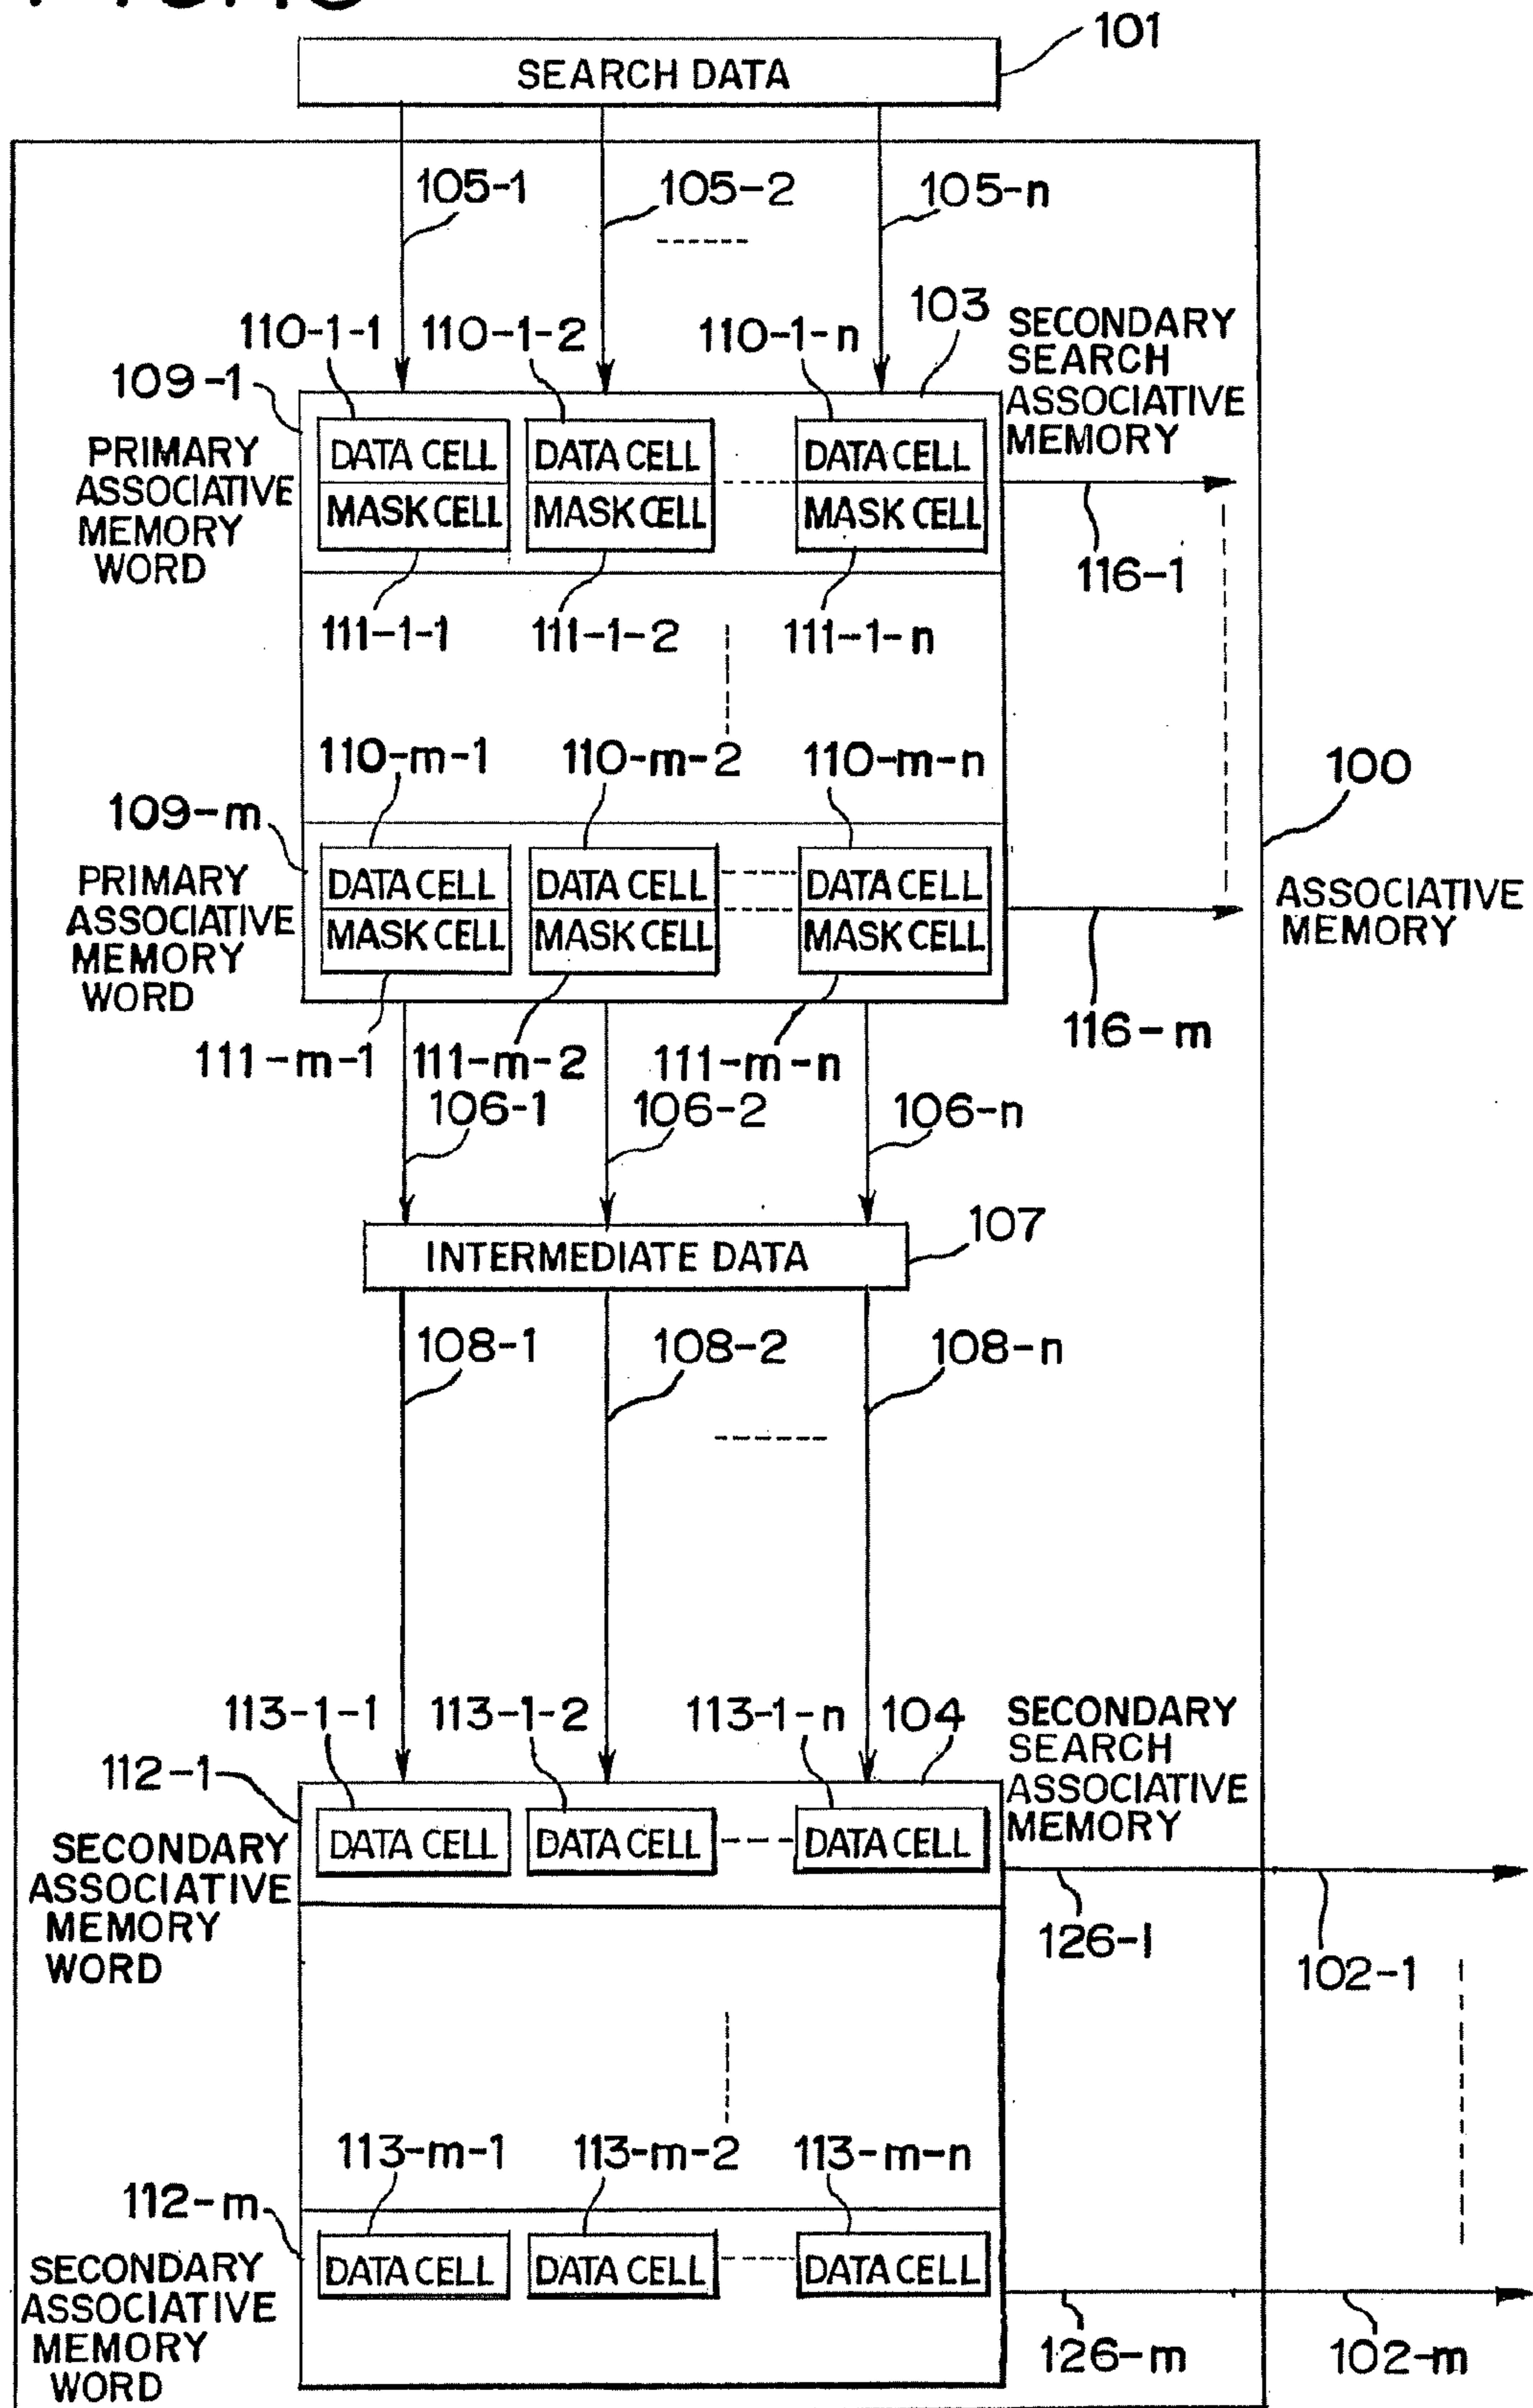 101
SEARCH DATA
105-1
105-2
105-n
103
110-1-1
110-1-2
110-1-n
SECONDARY
SEARCH
ASSOCIATIVE
MEMORY
109-1
PRIMARY
ASSOCIATIVE
MEMORY
WORD
DATA CELL
DATA CELL
DATA CELL
MASK CELL
MASK CELL
MASK CELL
116-1
111-1-1
111-1-2
111-1-n
110-m-1
110-m-2
110-m-n
100
109-m
PRIMARY
ASSOCIATIVE
MEMORY
WORD
DATA CELL
DATA CELL
DATA CELL
MASK CELL
MASK CELL
MASK CELL
ASSOCIATIVE
MEMORY
116-m
111-m-1
111-m-2
111-m-n
106-1
106-2
106-n
107
INTERMEDIATE DATA
108-1
108-2
108-n
113-1-1
113-1-2
113-1-n
104
SECONDARY
SEARCH
ASSOCIATIVE
MEMORY
112-1
SECONDARY
ASSOCIATIVE
MEMORY
WORD
DATA CELL
DATA CELL
DATA CELL
126-1
102-1
113-m-1
113-m-2
113-m-n
112-m
SECONDARY
ASSOCIATIVE
MEMORY
WORD
DATA CELL
DATA CELL
DATA CELL
126-m
102-m